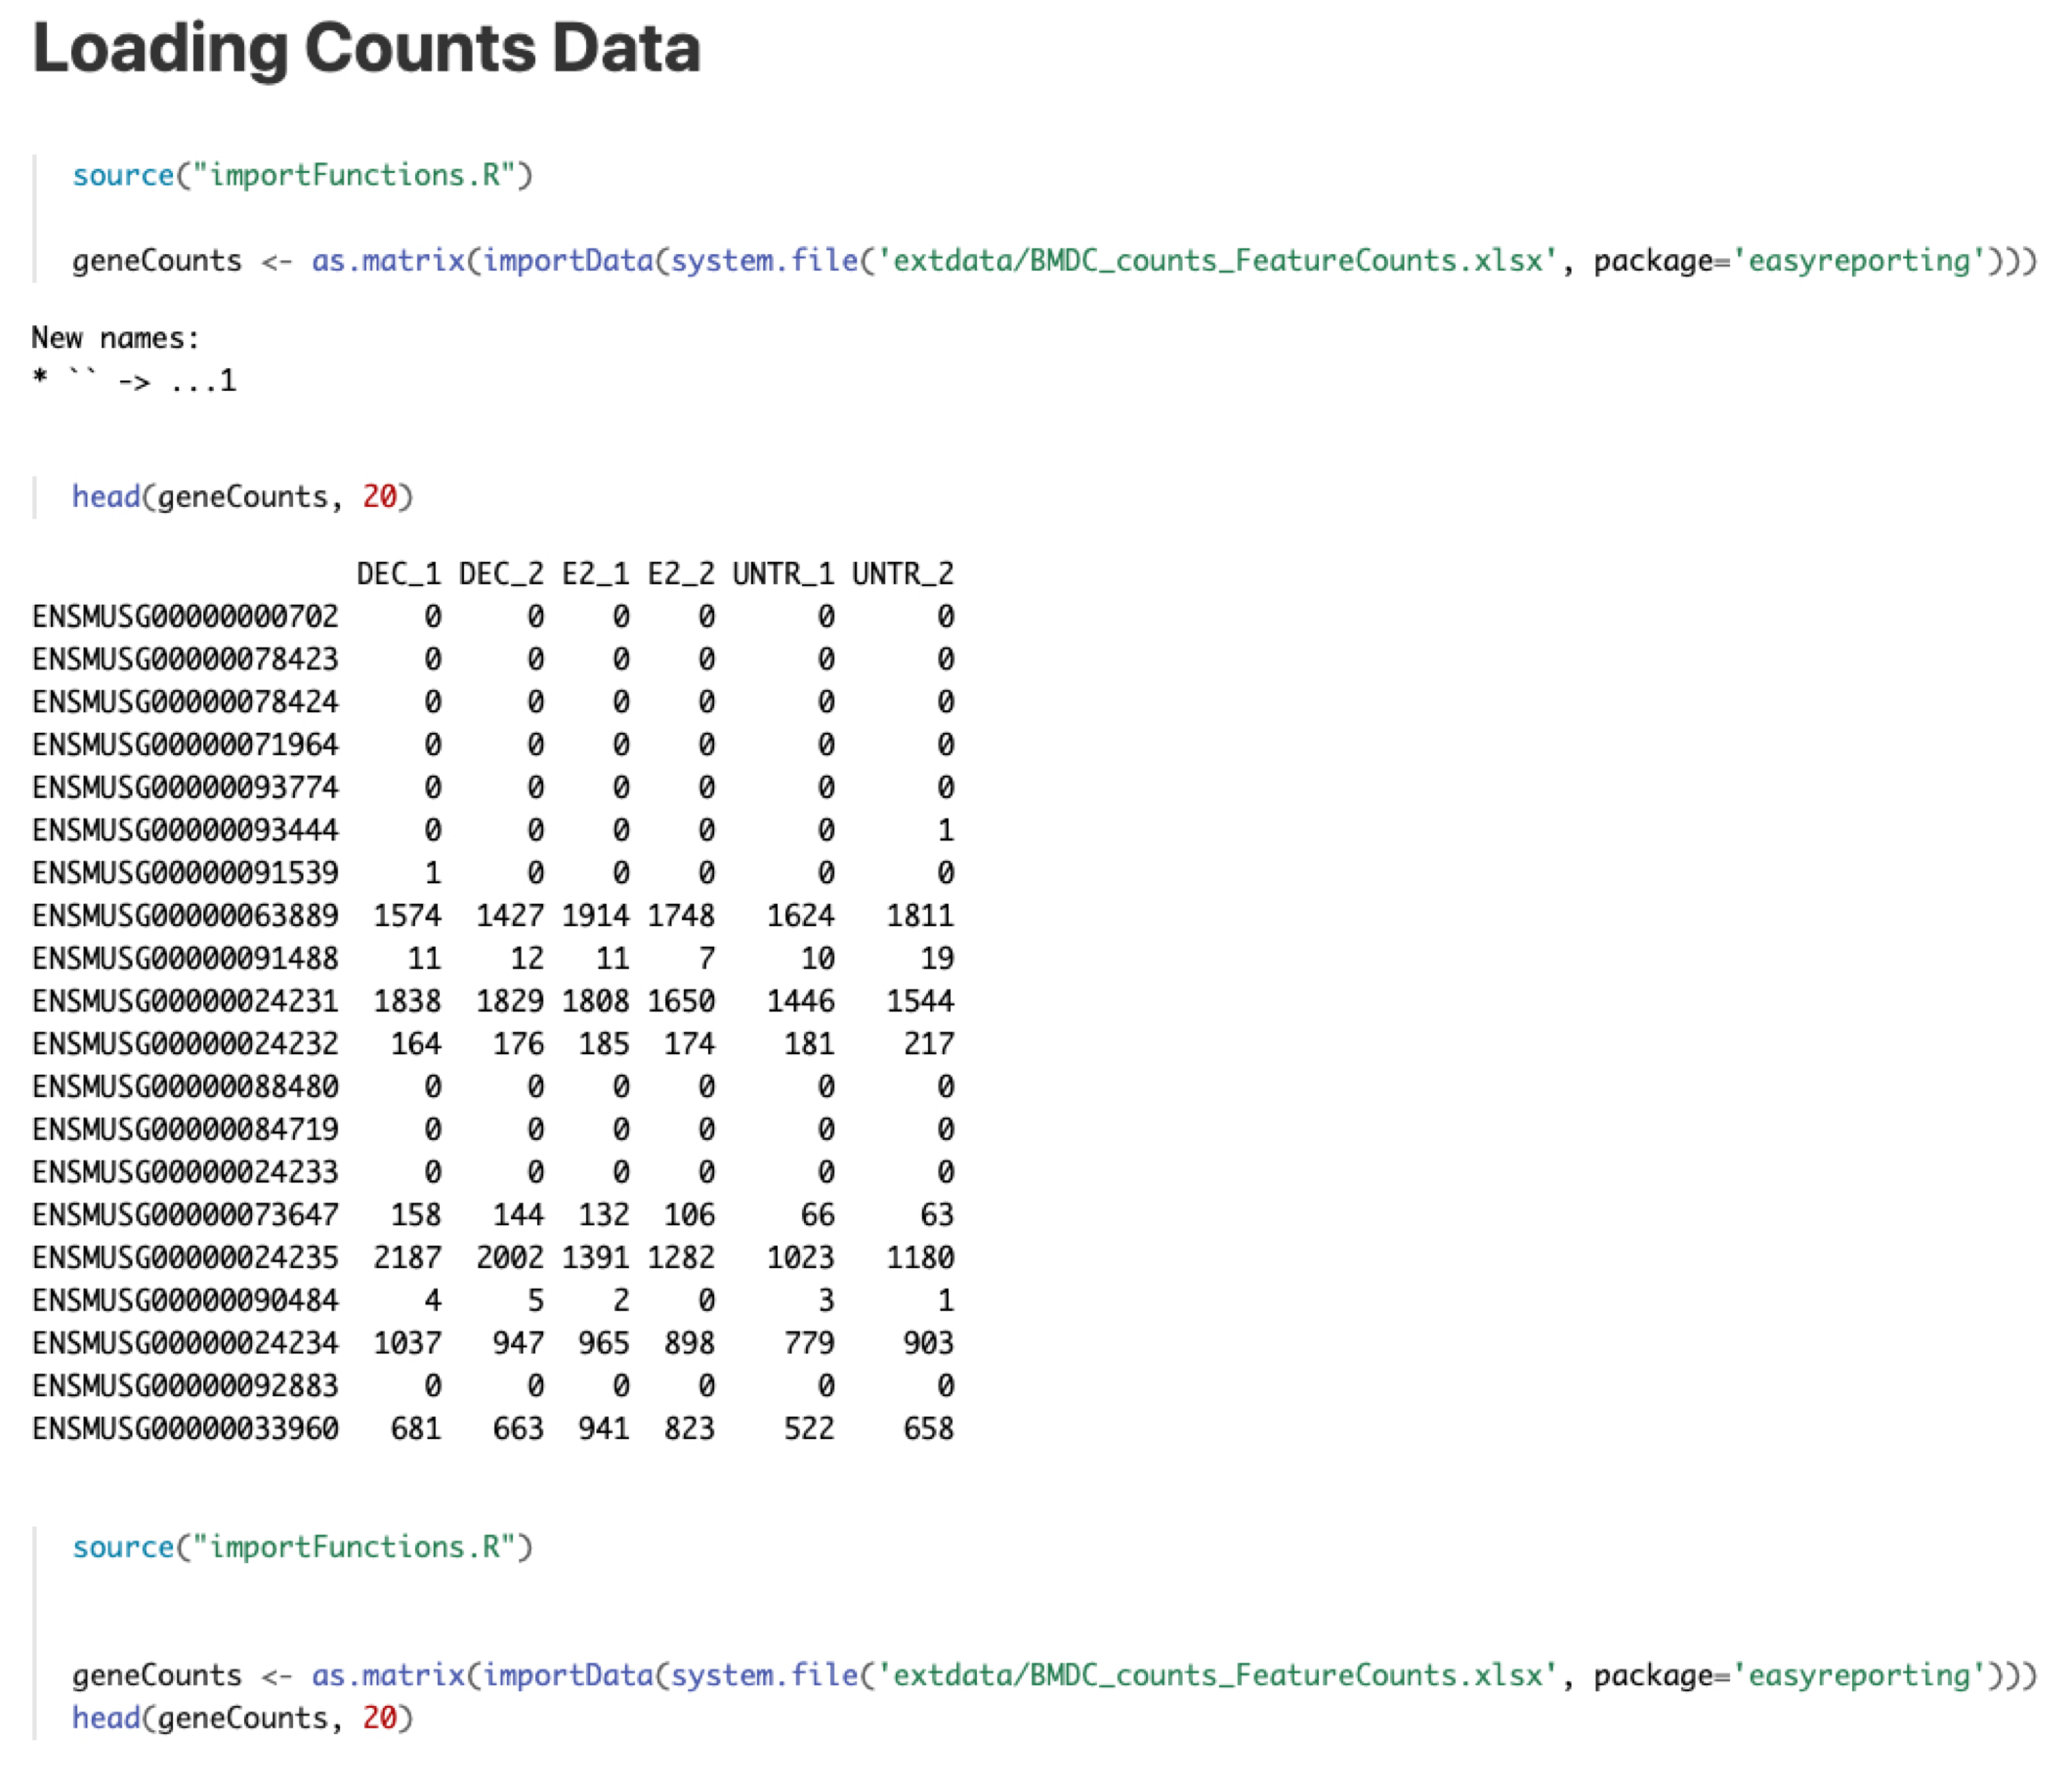 Loading Counts Data
source("importFunctions.R")
geneCounts <- as.matrix(importData(system.file('extdata/BMDC_counts_FeatureCounts.xlsx', package='easyreporting')))
New names:
* `` -> ...1
head(geneCounts, 20)
DEC_1 DEC_2 E2_1 E2_2 UNTR_1 UNTR_2
ENSMUSG00000000702 0 0 0 0 0 0
ENSMUSG00000078423 0 0 0 0 0 0
ENSMUSG00000078424 0 0 0 0 0 0
ENSMUSG00000071964 0 0 0 0 0 0
ENSMUSG00000093774 0 0 0 0 0 0
ENSMUSG00000093444 0 0 0 0 0 1
ENSMUSG00000091539 1 0 0 0 0 0
ENSMUSG00000063889 1574 1427 1914 1748 1624 1811
ENSMUSG00000091488 11 12 11 7 10 19
ENSMUSG00000024231 1838 1829 1808 1650 1446 1544
ENSMUSG00000024232 164 176 185 174 181 217
ENSMUSG00000088480 0 0 0 0 0 0
ENSMUSG00000084719 0 0 0 0 0 0
ENSMUSG00000024233 0 0 0 0 0 0
ENSMUSG00000073647 158 144 132 106 66 63
ENSMUSG00000024235 2187 2002 1391 1282 1023 1180
ENSMUSG00000090484 4 5 2 0 3 1
ENSMUSG00000024234 1037 947 965 898 779 903
ENSMUSG00000092883 0 0 0 0 0 0
ENSMUSG00000033960 681 663 941 823 522 658
source("importFunctions.R")
geneCounts <- as.matrix(importData(system.file('extdata/BMDC_counts_FeatureCounts.xlsx', package='easyreporting')))
head(geneCounts, 20)